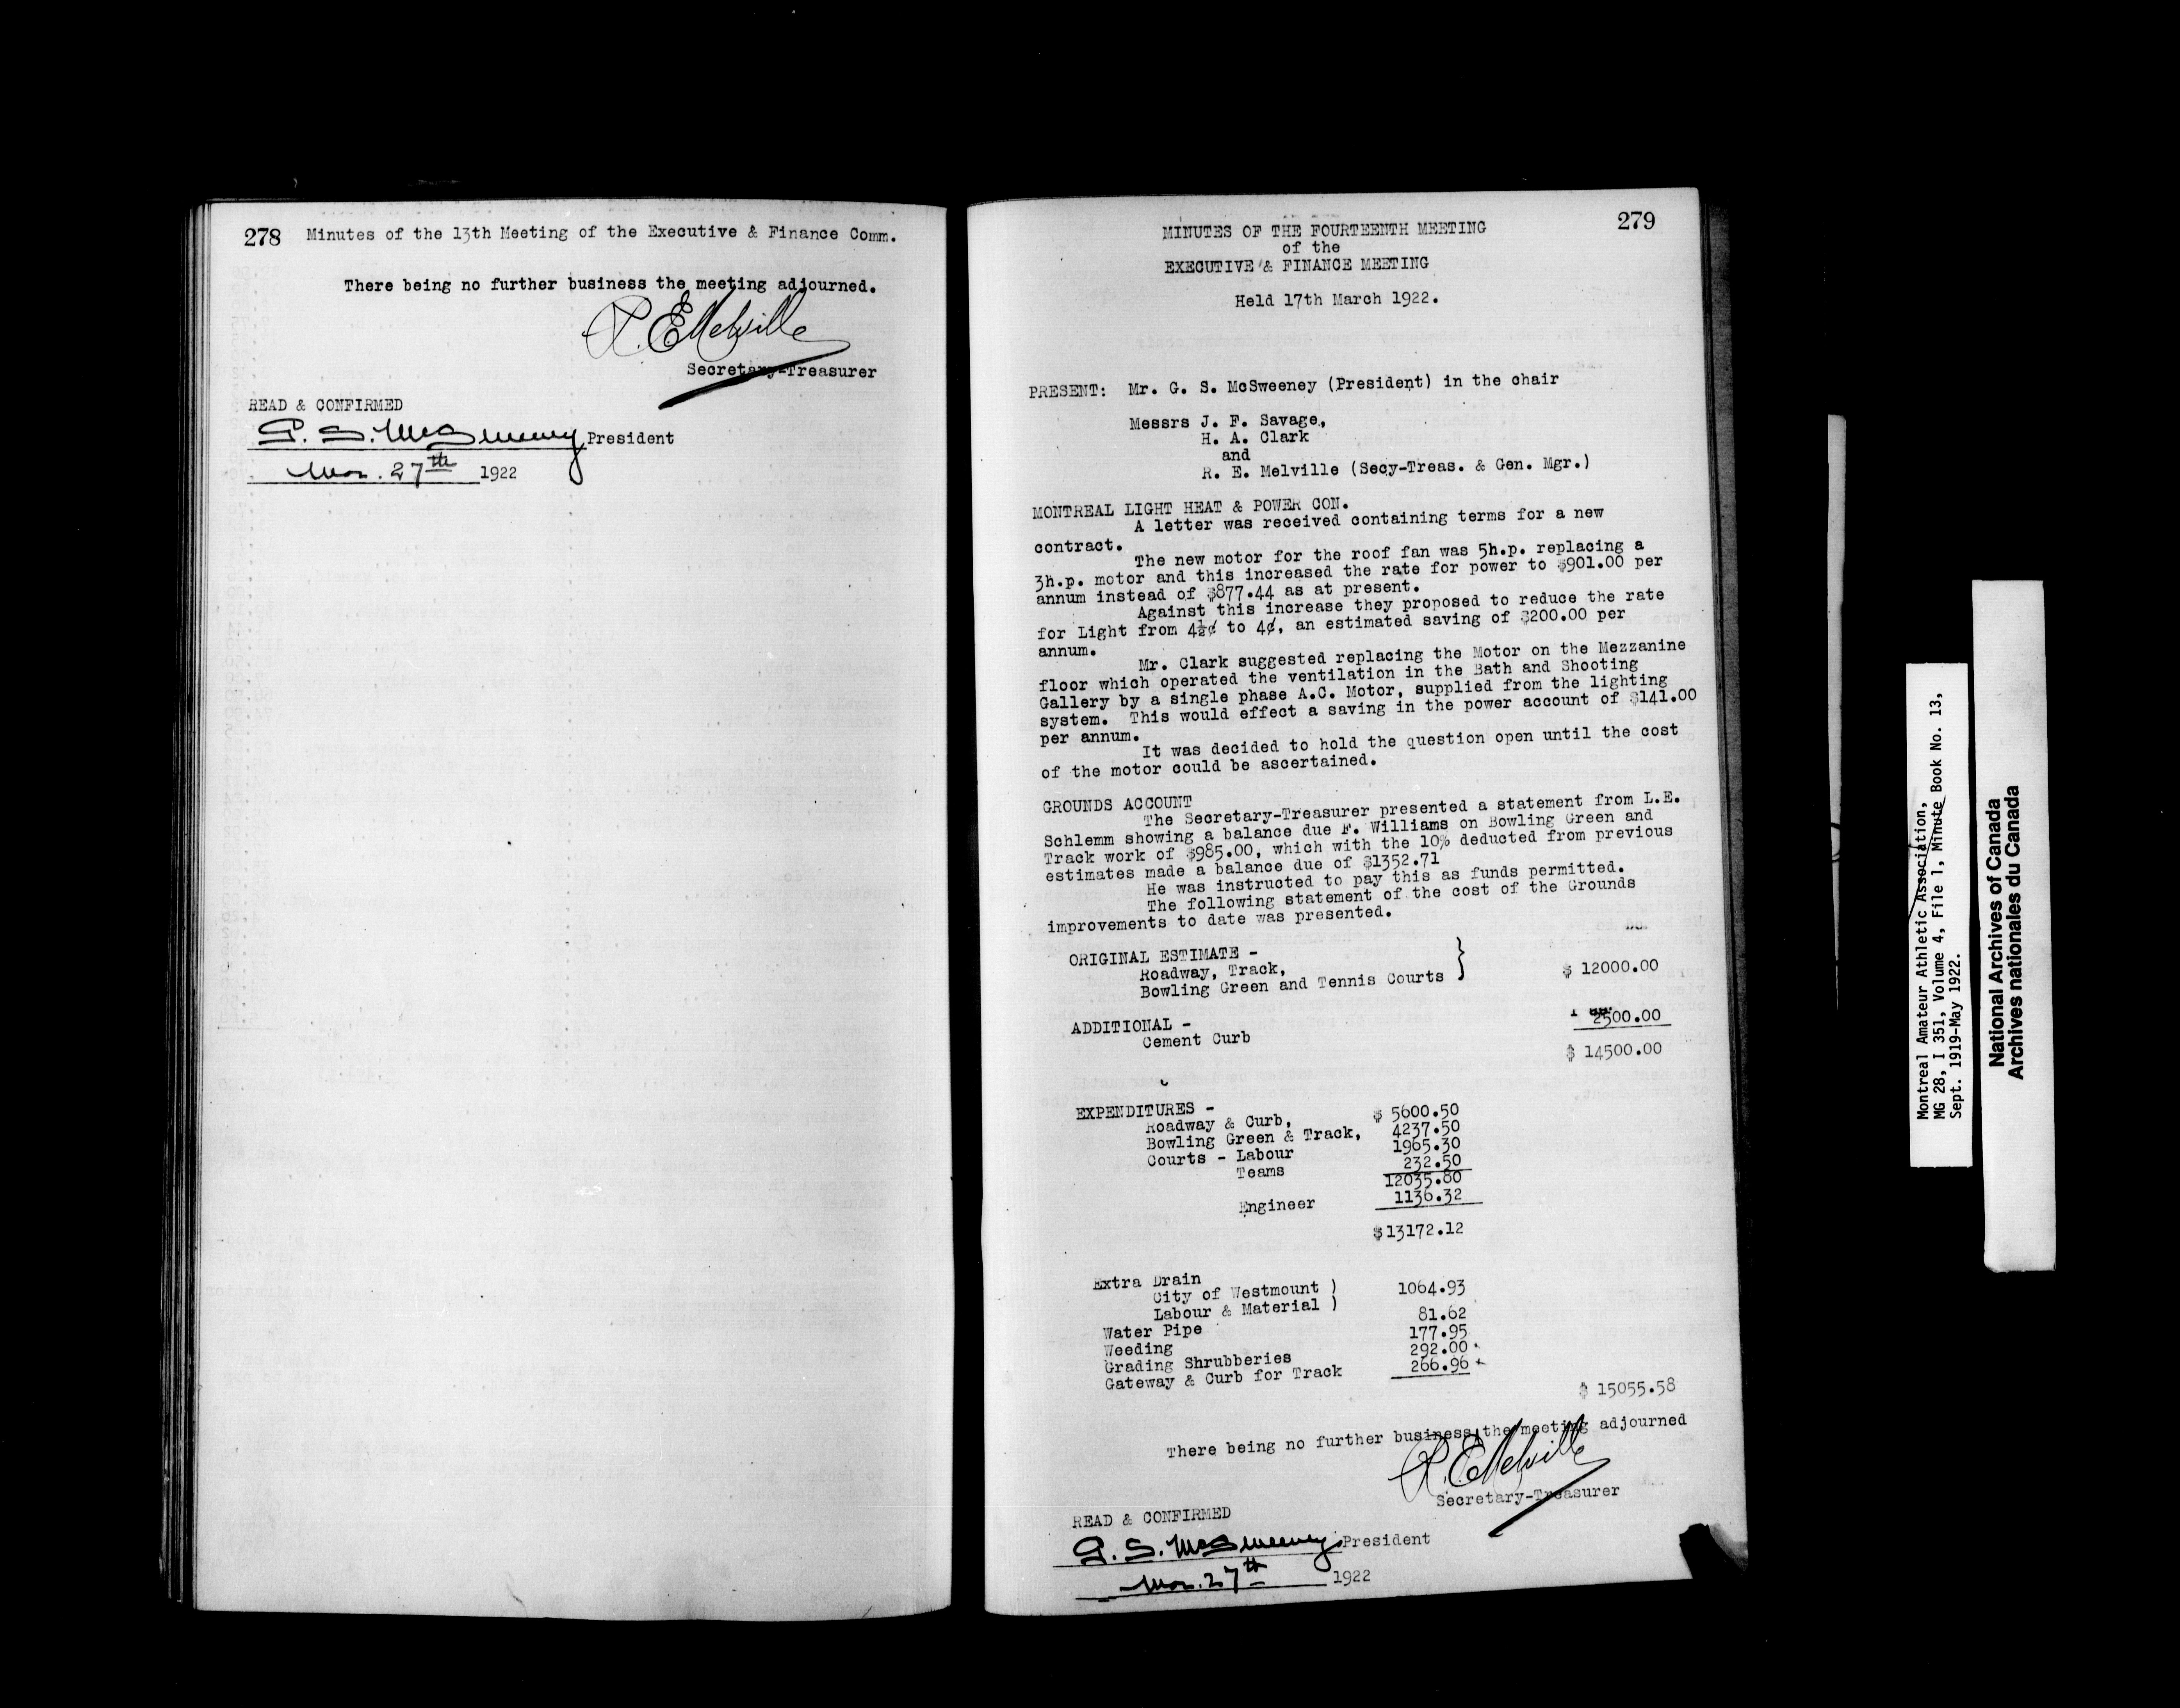 278 Minutes of the 13th Meeting of the Executive & Finance Comm.
There being no further business the meeting adjourned.
R. E. Melville
Secretary-Treasurer
READ & CONFIRMED
G. S. McSweeney President
Mar. 27th 1922
279
MINUTES OF THE FOURTEENTH MEETING
of the
EXECUTIVE & FINANCE MEETING
Held 17th March 1922.
PRESENT: Mr. G. S. McSweeney (President) in the chair
Messrs J. F. Savage,
H. A. Clark
and
R. E. Melville (Secy-Treas. & Gen. Mgr.)
MONTREAL LIGHT HEAT & POWER CON.
A letter was received containing terms for a new
contract.
The new motor for the roof fan was 5h.p. replacing a
3h.p. motor and this increased the rate for power to $901.00 per
annum instead of $877.44 as at present.
Against this increase they proposed to reduce the rate
for Light from 4½¢ to 4¢, an estimated saving of $200.00 per
annum.
Mr. Clark suggested replacing the Motor on the Mezzanine
floor which operated the ventilation in the Bath and Shooting
Gallery by a single phase A.C. Motor, supplied from the lighting
system. This would effect a saving in the power account of $141.00
per annum.
It was decided to hold the question open until the cost
of the motor could be ascertained.
GROUNDS ACCOUNT
The Secretary-Treasurer presented a statement from L.E.
Schlemm showing a balance due F. Williams on Bowling Green and
Track work of $985.00, which with the 10% deducted from previous
estimates made a balance due of $1352.71
He was instructed to pay this as funds permitted.
The following statement of the cost of the Grounds
improvements to date was presented.
ORIGINAL ESTIMATE -
Roadway, Track,
Bowling Green and Tennis Courts } $ 12000.00
ADDITIONAL -
Cement Curb 2500.00
$ 14500.00
EXPENDITURES -
Roadway & Curb, $ 5600.50
Bowling Green & Track, 4237.50
Courts - Labour 1965.30
Teams 232.50
12035.80
Engineer 1136.32
$13172.12
Extra Drain
City of Westmount )
Labour & Material ) 1064.93
Water Pipe 81.62
Weeding 177.95
Grading Shrubberies 292.00
Gateway & Curb for Track 266.96
$ 15055.58
There being no further business the meeting adjourned
R. E. Melville
Secretary-Treasurer
READ & CONFIRMED
G. S. McSweeney President
Mar. 27th 1922
Montreal Amateur Athletic Association,
MG 28, I 351, Volume 4, File 1, Minute Book No. 13,
Sept. 1919-May 1922.
National Archives of Canada
Archives nationales du Canada